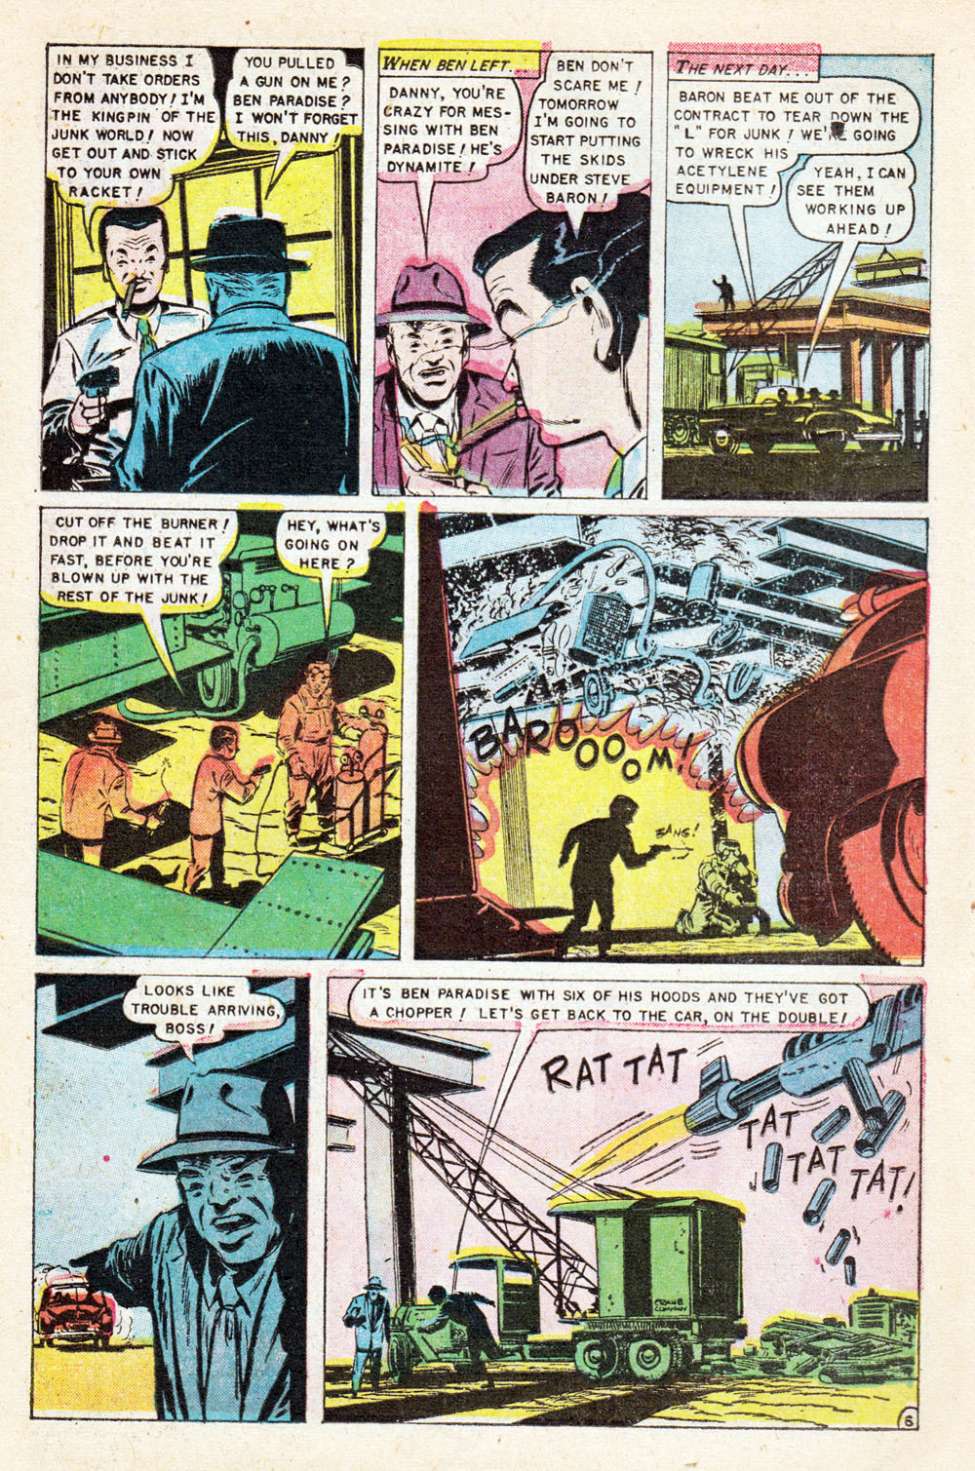 IN MY BUSINESS I
DON'T TAKE ORDERS
FROM ANYBODY! I'M
THE KINGPIN OF THE
JUNK WORLD! NOW
GET OUT AND STICK
TO YOUR OWN
RACKET!
YOU PULLED
A GUN ON ME?
BEN PARADISE?
I WON'T FORGET
THIS, DANNY!
WHEN BEN LEFT...
DANNY, YOU'RE
CRAZY FOR MES-
SING WITH BEN
PARADISE! HE'S
DYNAMITE!
BEN DON'T
SCARE ME!
TOMORROW
I'M GOING TO
START PUTTING
THE SKIDS
UNDER STEVE
BARON!
THE NEXT DAY...
BARON BEAT ME OUT OF THE
CONTRACT TO TEAR DOWN THE
"L" FOR JUNK! WE'RE GOING
TO WRECK HIS
ACETYLENE
EQUIPMENT!
YEAH, I CAN
SEE THEM
WORKING UP
AHEAD!
CUT OFF THE BURNER!
DROP IT AND BEAT IT
FAST, BEFORE YOU'RE
BLOWN UP WITH THE
REST OF THE JUNK!
HEY, WHAT'S
GOING ON
HERE?
BAROOOOM!
BANG!
LOOKS LIKE
TROUBLE ARRIVING,
BOSS!
IT'S BEN PARADISE WITH SIX OF HIS HOODS AND THEY'VE GOT
A CHOPPER! LET'S GET BACK TO THE CAR, ON THE DOUBLE!
RAT TAT
TAT
TAT
TAT!
CRANE
COMPANY
6